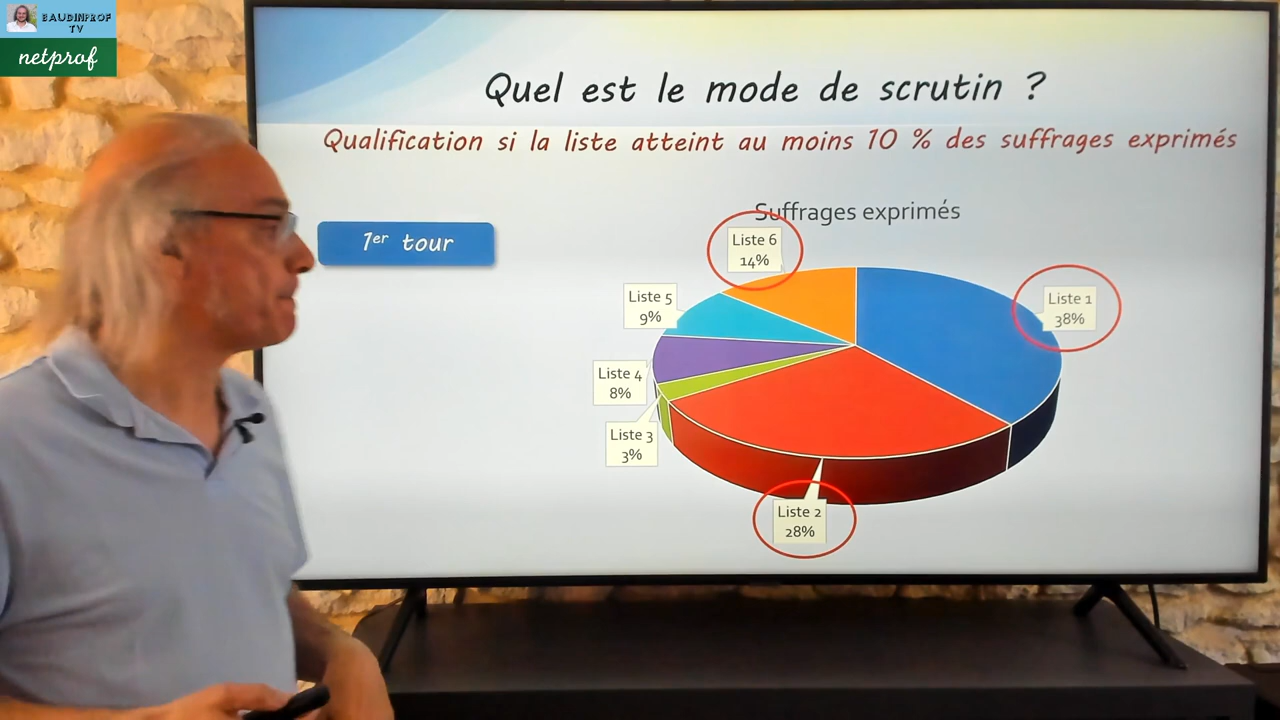 BAUDINPROF
TV
netprof
Quel est le mode de scrutin ?
Qualification si la liste atteint au moins 10 % des suffrages exprimés
1er tour
Suffrages exprimés
Liste 6
14%
Liste 1
38%
Liste 5
9%
Liste 4
8%
Liste 3
3%
Liste 2
28%